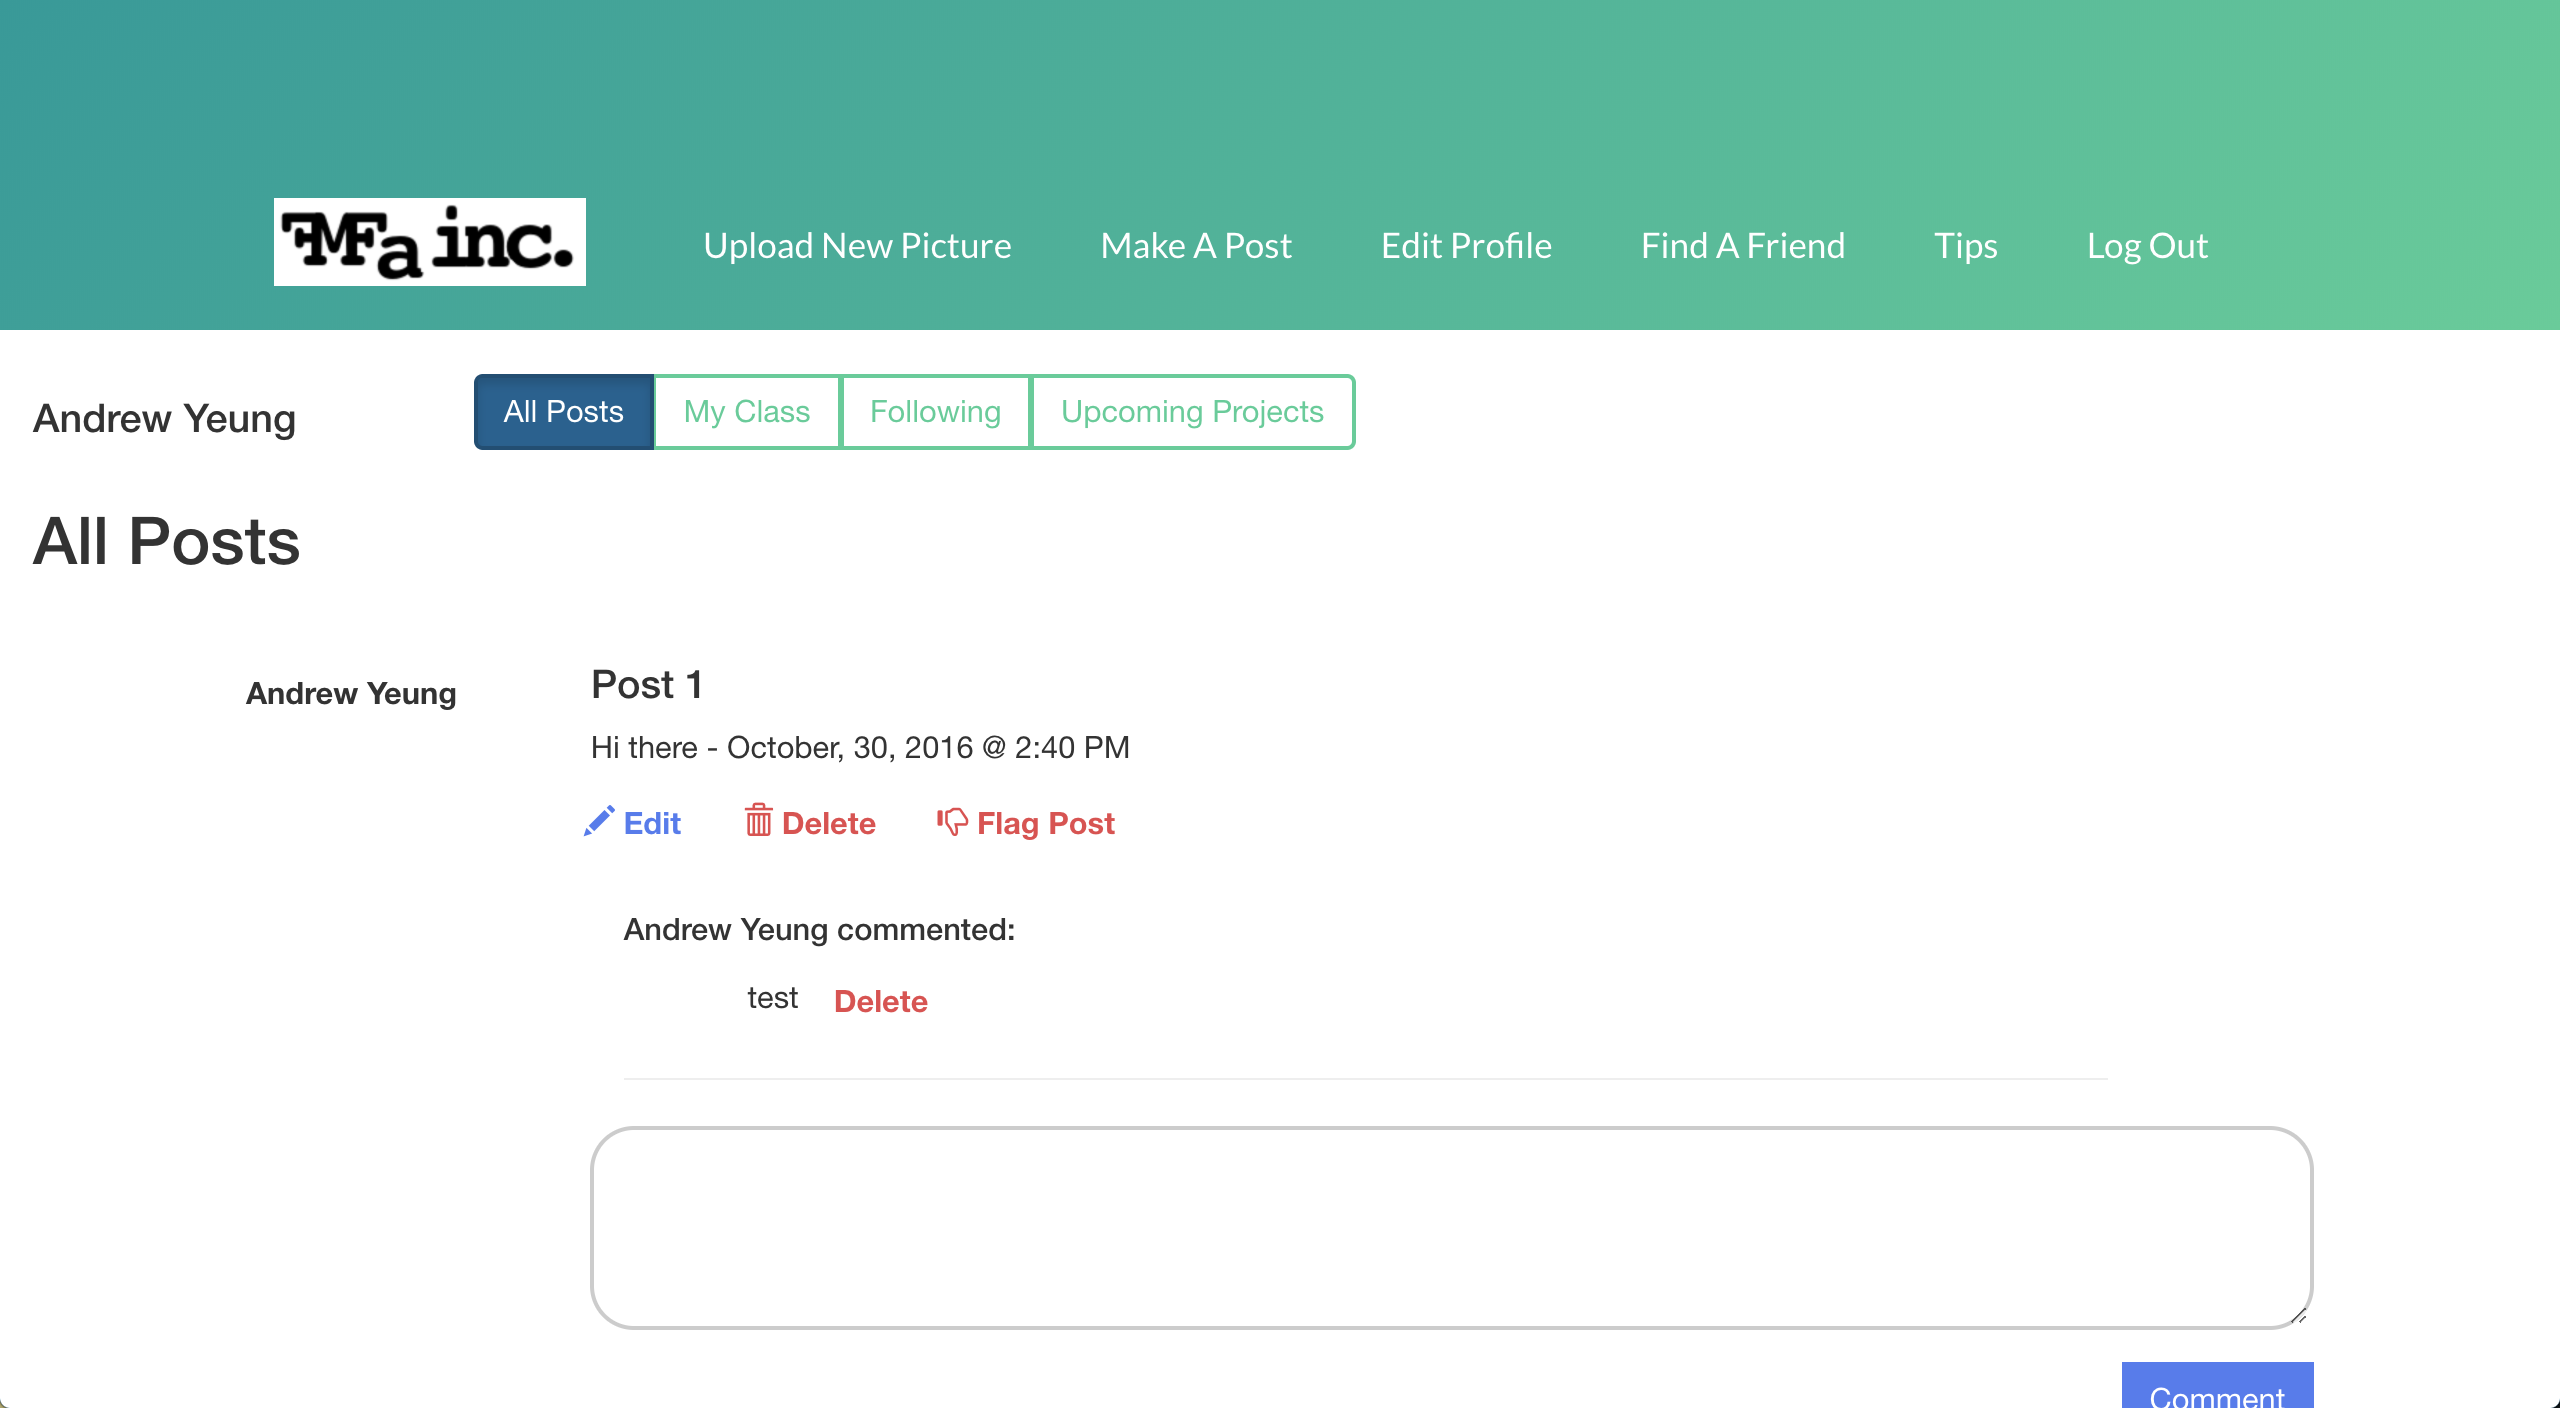 FMFa inc. Upload New Picture Make A Post Edit Profile Find A Friend Tips Log Out
Andrew Yeung All Posts My Class Following Upcoming Projects
All Posts
Andrew Yeung Post 1
Hi there - October, 30, 2016 @ 2:40 PM
Edit Delete Flag Post
Andrew Yeung commented:
test Delete
Comment